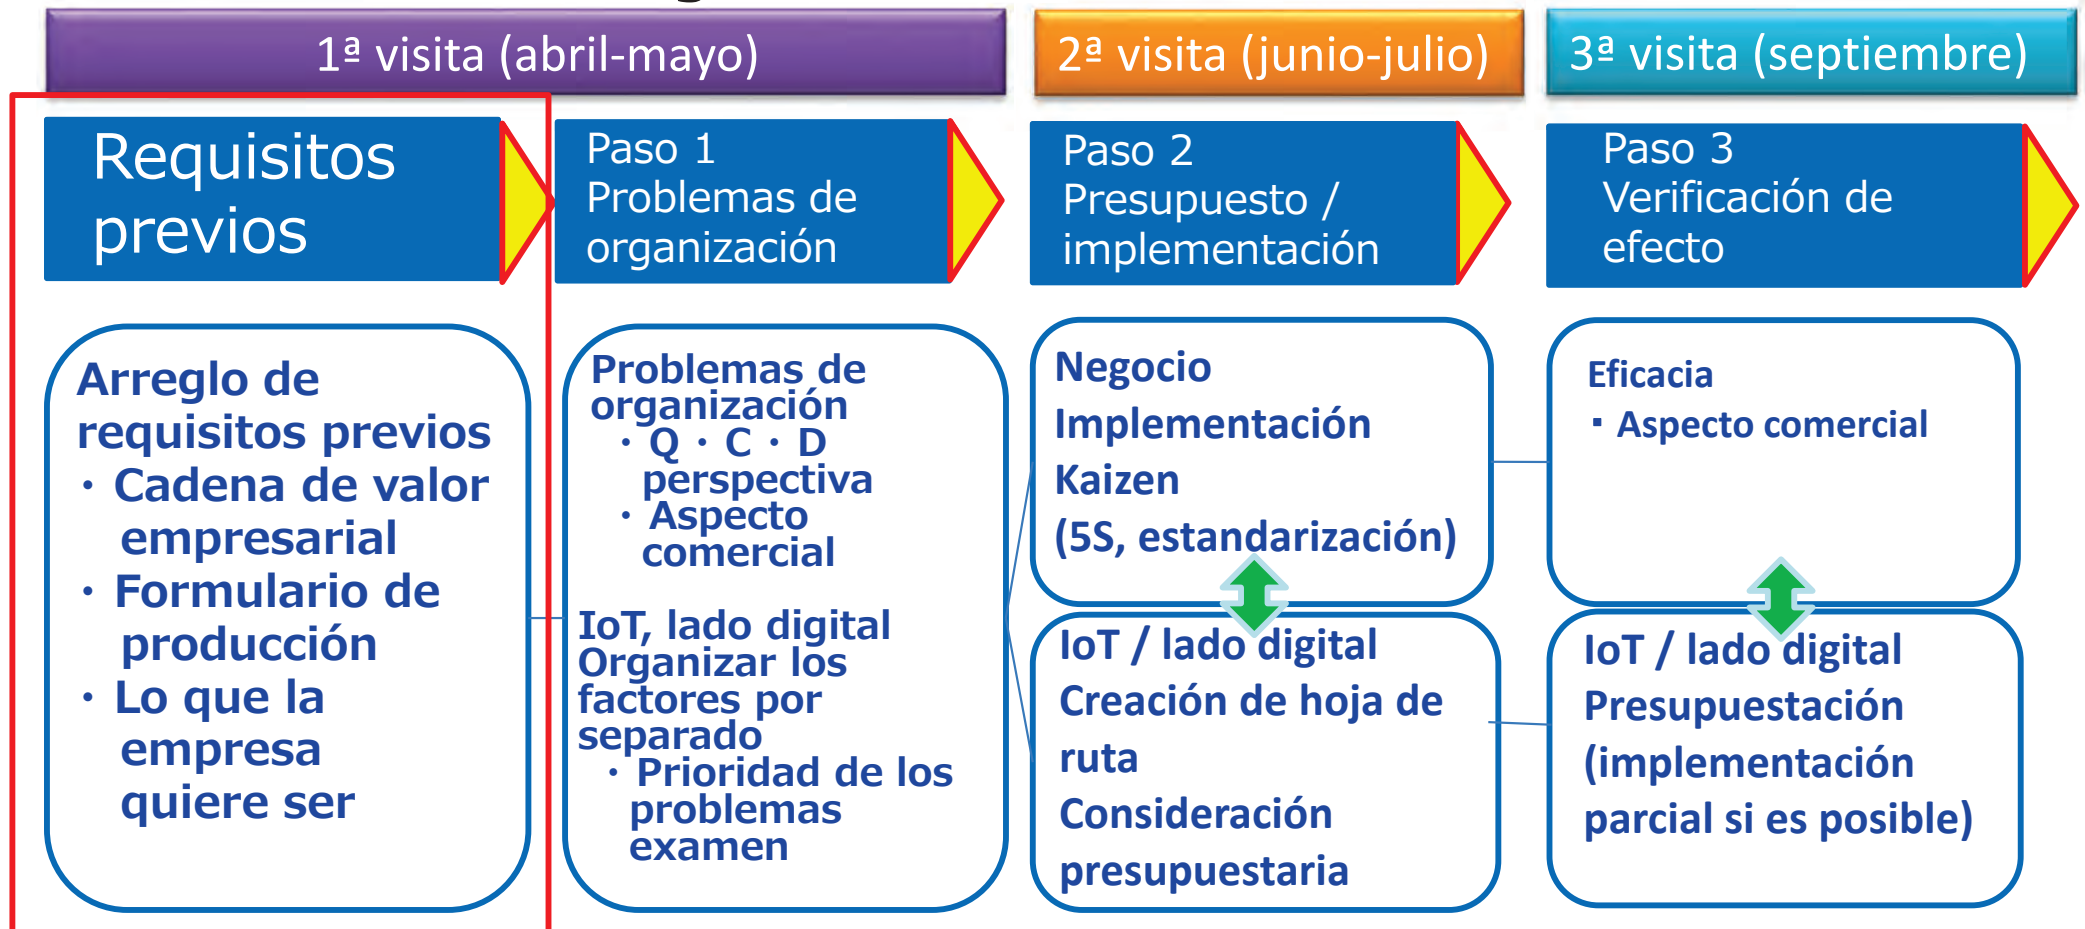 1ª visita (abril-mayo)
2ª visita (junio-julio)
3ª visita (septiembre)
Requisitos
previos
Paso 1
Problemas de
organización
Paso 2
Presupuesto /
implementación
Paso 3
Verificación de
efecto
Arreglo de
requisitos previos
・Cadena de valor
empresarial
・Formulario de
producción
・Lo que la
empresa
quiere ser
Problemas de
organización
・Q・C・D
perspectiva
・Aspecto
comercial
IoT, lado digital
Organizar los
factores por
separado
・Prioridad de los
problemas
examen
Negocio
Implementación
Kaizen
(5S, estandarización)
IoT / lado digital
Creación de hoja de
ruta
Consideración
presupuestaria
Eficacia
▪ Aspecto comercial
IoT / lado digital
Presupuestación
(implementación
parcial si es posible)